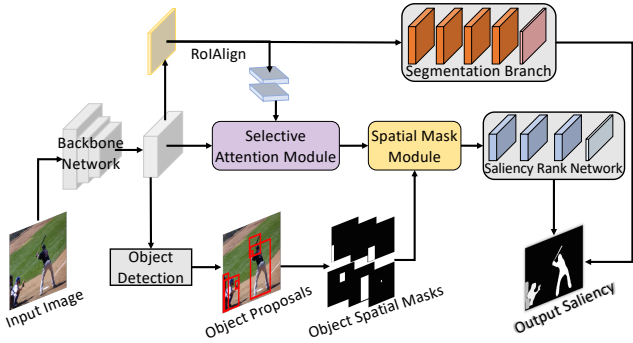 RoIAlign
Segmentation Branch
Backbone
Network
Selective
Attention Module
Spatial Mask
Module
Saliency Rank Network
Object
Detection
Input Image
Object Proposals
Object Spatial Masks
Output Saliency